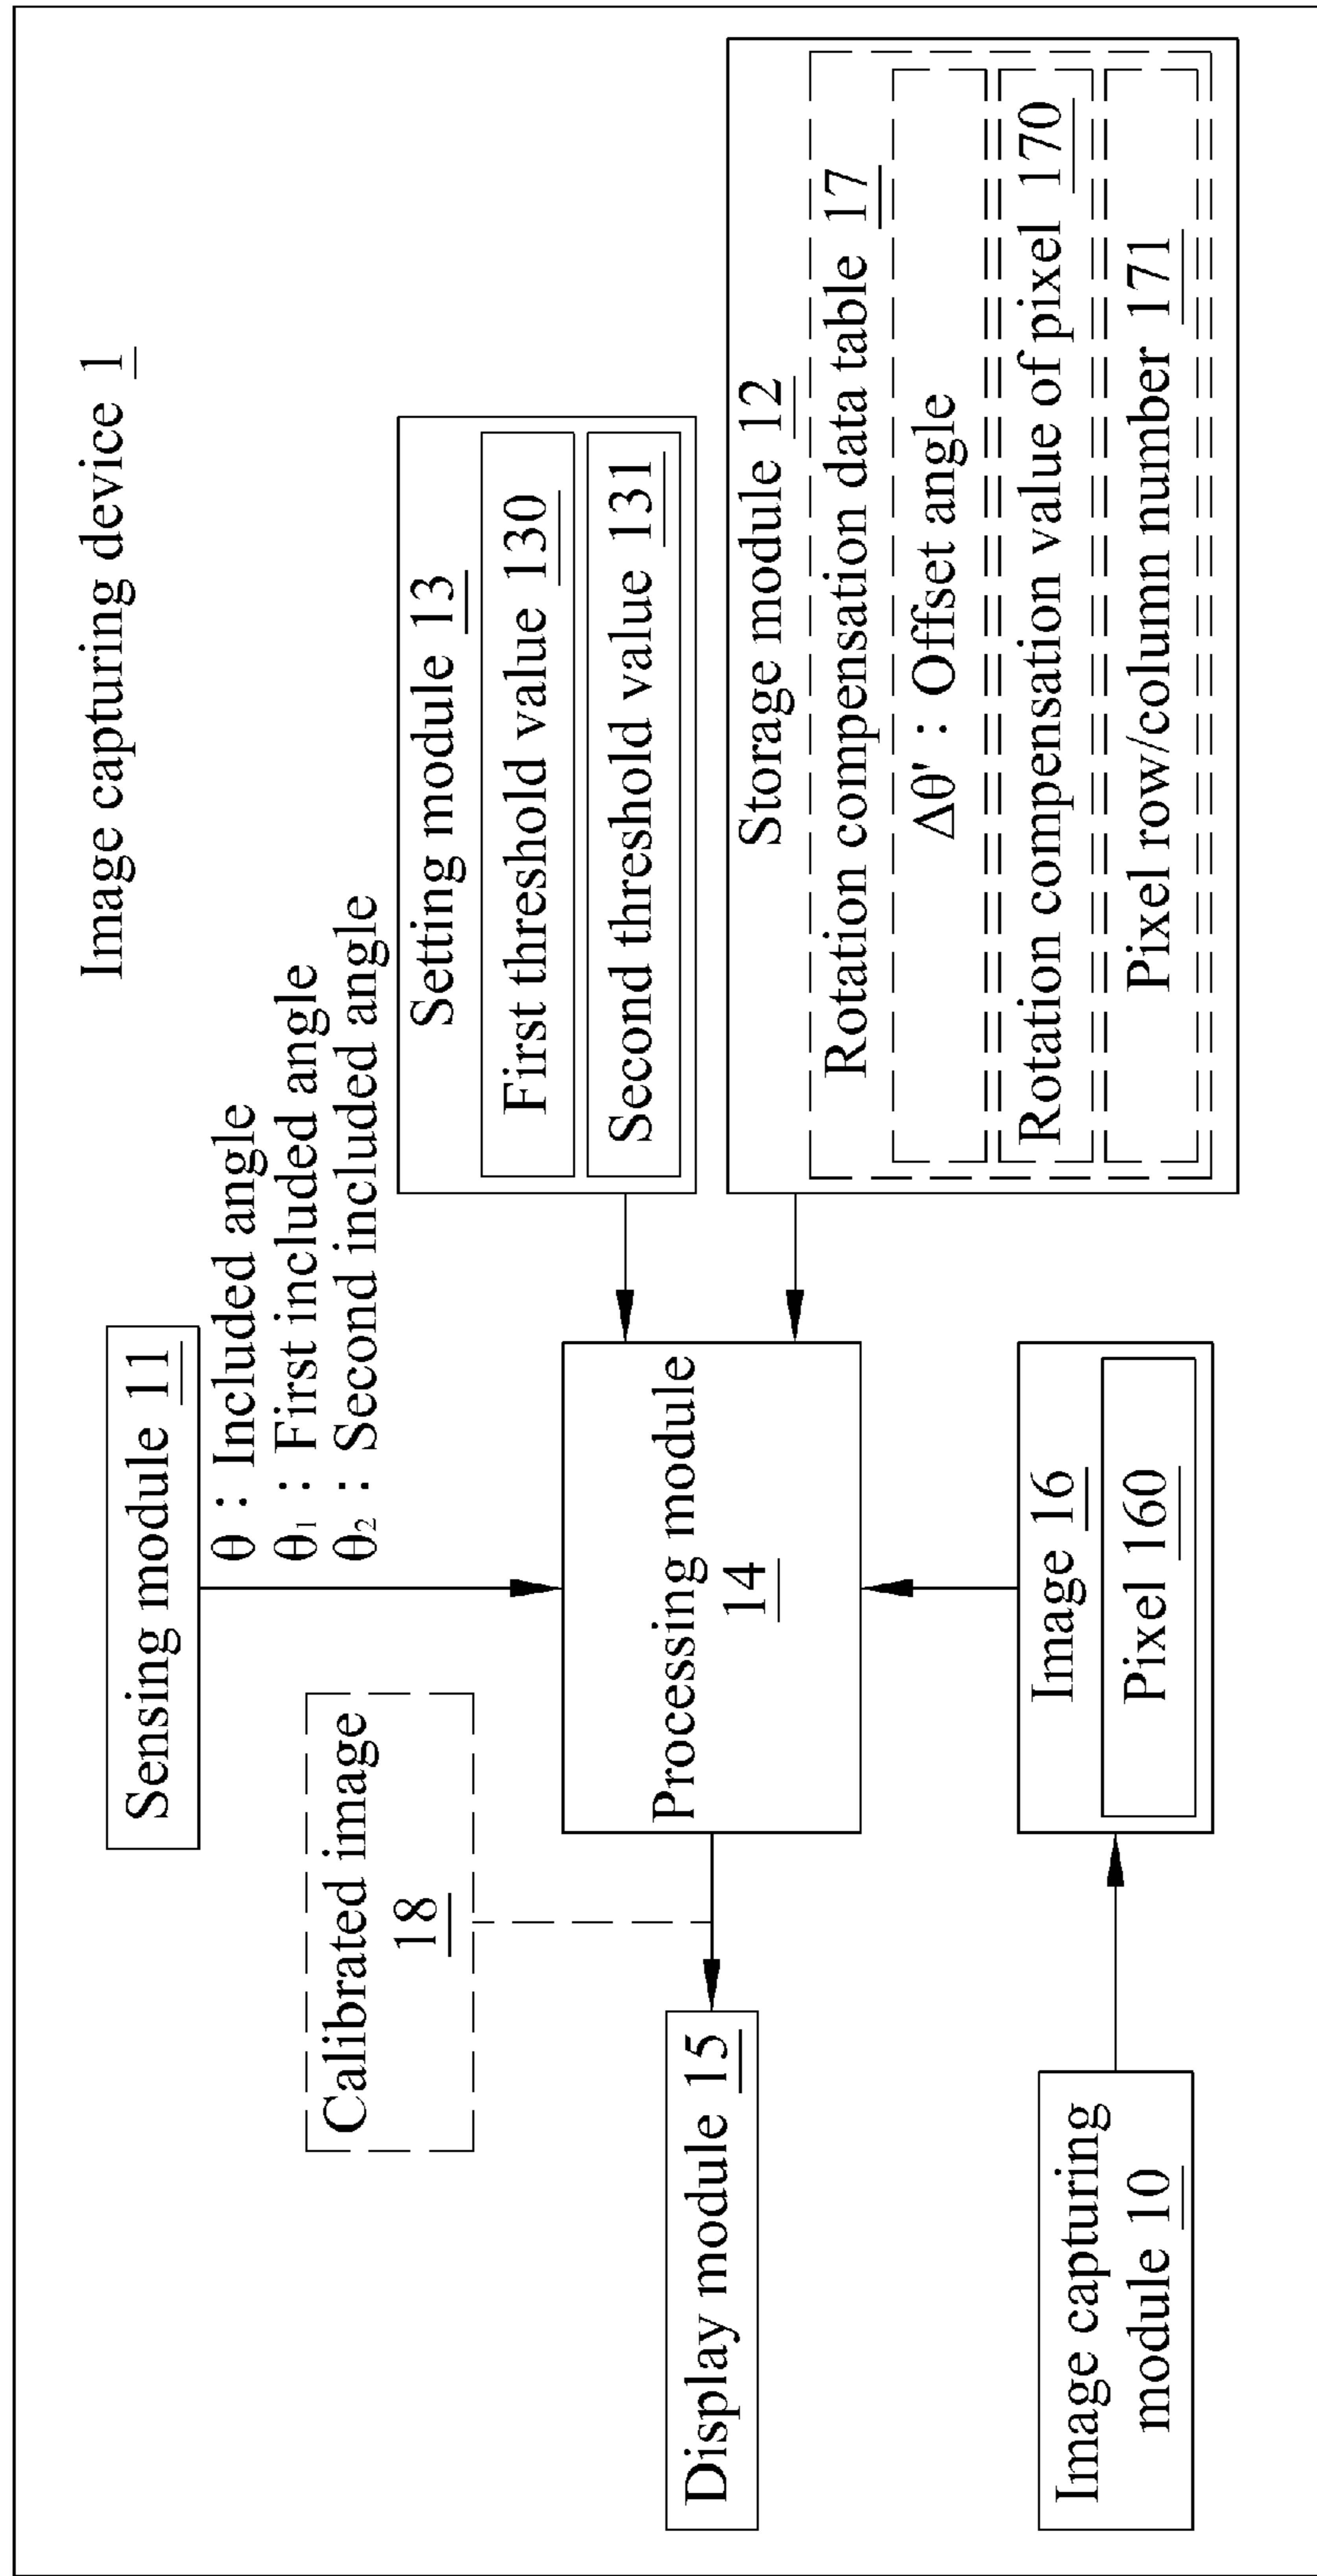 Image capturing device 1
Sensing module 11
θ : Included angle
θ1 : First included angle
θ2 : Second included angle
Calibrated image
18
Setting module 13
First threshold value 130
Second threshold value 131
Display module 15
Processing module
14
Storage module 12
Rotation compensation data table 17
Δθ' : Offset angle
Rotation compensation value of pixel 170
Pixel row/column number 171
Image capturing
module 10
Image 16
Pixel 160